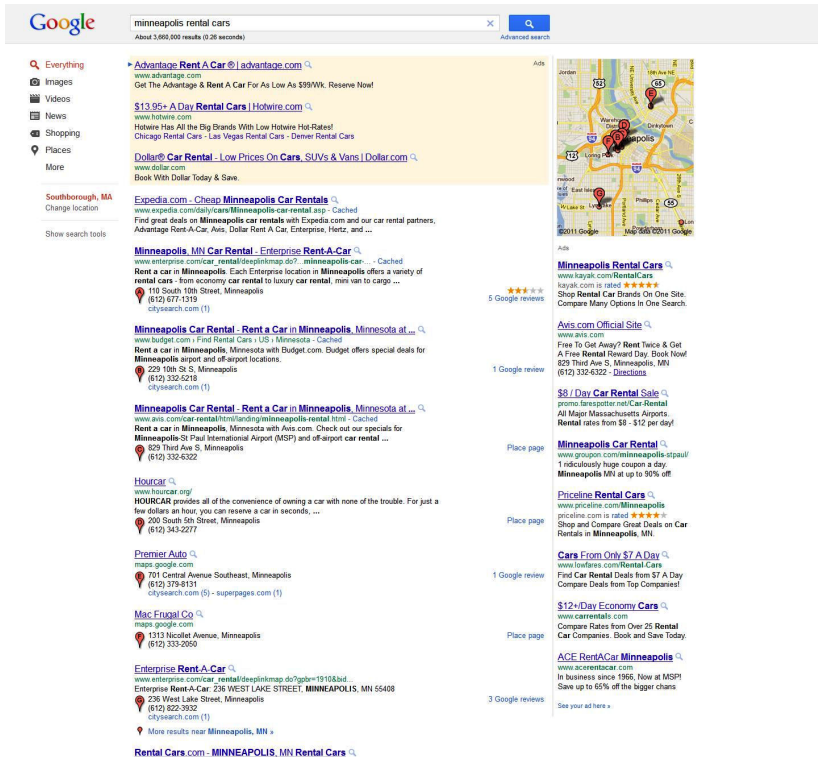 Google
minneapolis rental cars
About 3,660,000 results (0.26 seconds)
Advanced search
Everything
Images
Videos
News
Shopping
Places
More
Southborough, MA
Change location
Show search tools
Ads
Advantage Rent A Car ® | advantage.com
www.advantage.com
Get The Advantage & Rent A Car For As Low As $99/Wk. Reserve Now!
$13.95+ A Day Rental Cars | Hotwire.com
www.hotwire.com
Hotwire Has All the Big Brands With Low Hotwire Hot-Rates!
Chicago Rental Cars - Las Vegas Rental Cars - Denver Rental Cars
Dollar® Car Rental - Low Prices On Cars, SUVs & Vans | Dollar.com
www.dollar.com
Book With Dollar Today & Save.
Expedia.com - Cheap Minneapolis Car Rentals
www.expedia.com/daily/cars/Minneapolis-car-rental.asp - Cached
Find great deals on Minneapolis car rentals with Expedia.com and our car rental partners,
Advantage Rent-A-Car, Avis, Dollar Rent A Car, Enterprise, Hertz, and ...
Minneapolis, MN Car Rental - Enterprise Rent-A-Car
www.enterprise.com/car_rental/deeplinkmap.do?...minneapolis-car-... - Cached
Rent a car in Minneapolis. Each Enterprise location in Minneapolis offers a variety of
rental cars - from economy car rental to luxury car rental, mini van to cargo ...
A 110 South 10th Street, Minneapolis
(612) 677-1319
citysearch.com (1)
5 Google reviews
Minneapolis Car Rental - Rent a Car in Minneapolis, Minnesota at ...
www.budget.com › Find Rental Cars › US › Minnesota - Cached
Rent a car in Minneapolis, Minnesota with Budget.com. Budget offers special deals for
Minneapolis airport and off-airport locations.
B 229 10th St S, Minneapolis
(612) 332-5218
citysearch.com (1)
1 Google review
Minneapolis Car Rental - Rent a Car in Minneapolis, Minnesota at ...
www.avis.com/car-rental/html/landing/minneapolis-rental.html - Cached
Rent a car in Minneapolis, Minnesota with Avis.com. Check out our specials for
Minneapolis-St Paul Internationial Airport (MSP) and off-airport car rental ...
C 829 Third Ave S, Minneapolis
(612) 332-6322
Place page
Hourcar
www.hourcar.org/
HOURCAR provides all of the convenience of owning a car with none of the trouble. For just a
few dollars an hour, you can reserve a car in seconds, ...
D 200 South 5th Street, Minneapolis
(612) 343-2277
Place page
Premier Auto
maps.google.com
E 701 Central Avenue Southeast, Minneapolis
(612) 379-8131
citysearch.com (5) - superpages.com (1)
1 Google review
Mac Frugal Co
maps.google.com
F 1313 Nicollet Avenue, Minneapolis
(612) 333-2050
Place page
Enterprise Rent-A-Car
www.enterprise.com/car_rental/deeplinkmap.do?gpbr=1910&bid...
Enterprise Rent-A-Car: 236 WEST LAKE STREET, MINNEAPOLIS, MN 55408
G 236 West Lake Street, Minneapolis
(612) 822-3932
citysearch.com (1)
3 Google reviews
More results near Minneapolis, MN »
Rental Cars.com - MINNEAPOLIS, MN Rental Cars
Jordan
18th Ave NE
52
65
E
Dinkytown
D
B
F
94
12
Loring Park
94
G
Phillips
55
W Lake St
©2011 Google
Map data ©2011 Google
Ads
Minneapolis Rental Cars
www.kayak.com/RentalCars
kayak.com is rated
Shop Rental Car Brands On One Site.
Compare Many Options In One Search.
Avis.com Official Site
www.avis.com
Free To Get Away? Rent Twice & Get
A Free Rental Reward Day. Book Now!
829 Third Ave S, Minneapolis, MN
(612) 332-6322 - Directions
$8 / Day Car Rental Sale
promo.farespotter.net/Car-Rental
All Major Massachusetts Airports.
Rental rates from $8 - $12 per day!
Minneapolis Car Rental
www.groupon.com/minneapolis-stpaul/
1 ridiculously huge coupon a day.
Minneapolis MN at up to 90% off!
Priceline Rental Cars
www.priceline.com/Minneapolis
priceline.com is rated
Shop and Compare Great Deals on Car
Rentals in Minneapolis, MN.
Cars From Only $7 A Day
www.lowfares.com/Rental-Cars
Find Car Rental Deals from $7 A Day
Compare Deals from Top Companies!
$12+/Day Economy Cars
www.carrentals.com
Compare Rates from Over 25 Rental
Car Companies. Book and Save Today.
ACE RentACar Minneapolis
www.acerentacar.com
In business since 1966, Now at MSP!
Save up to 65% off the bigger chans
See your ad here »